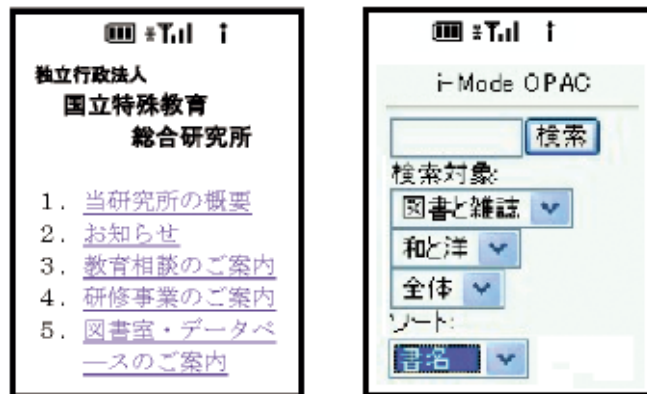 独立行政法人
国立特殊教育
総合研究所
1. 当研究所の概要
2. お知らせ
3. 教育相談のご案内
4. 研修事業のご案内
5. 図書室・データベ
ースのご案内
i-Mode OPAC
検索
検索対象:
図書と雑誌
和と洋
全体
ソート:
書名